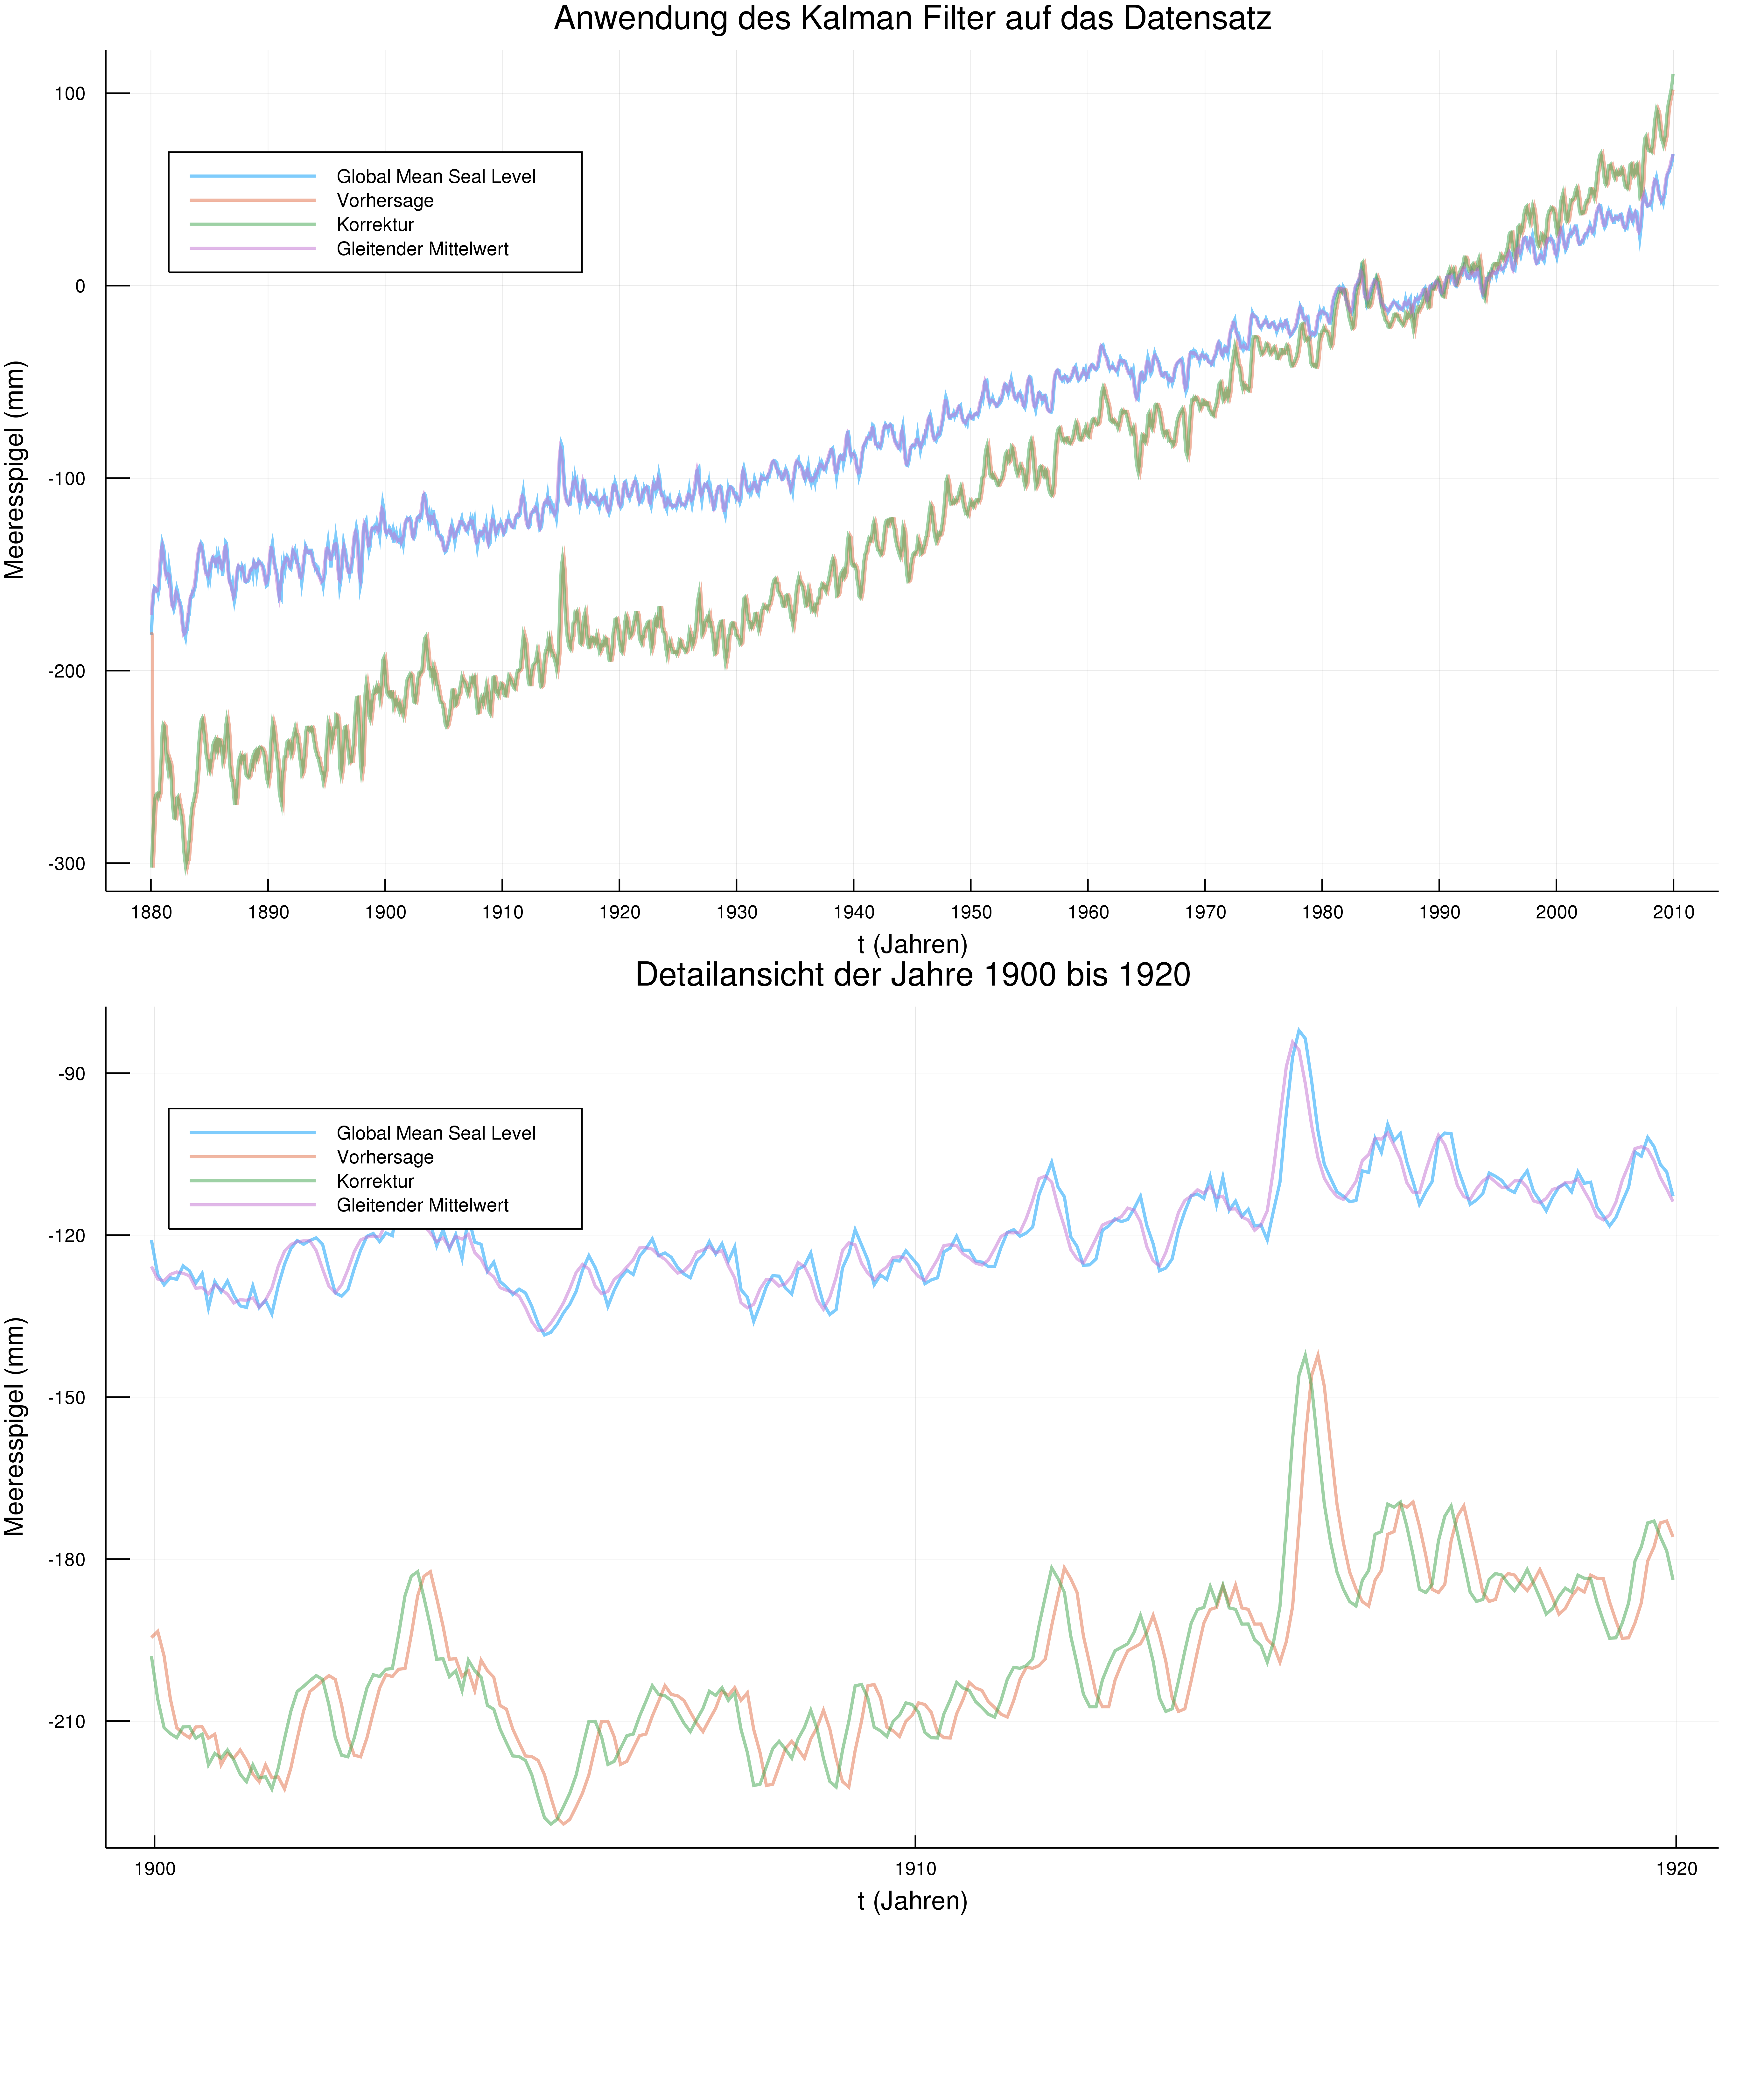 Anwendung des Kalman Filter auf das Datensatz
Meeresspigel (mm)
100
0
-100
-200
-300
Global Mean Seal Level
Vorhersage
Korrektur
Gleitender Mittelwert
1880 1890 1900 1910 1920 1930 1940 1950 1960 1970 1980 1990 2000 2010
t (Jahren)
Detailansicht der Jahre 1900 bis 1920
Meeresspigel (mm)
-90
-120
-150
-180
-210
Global Mean Seal Level
Vorhersage
Korrektur
Gleitender Mittelwert
1900 1910 1920
t (Jahren)